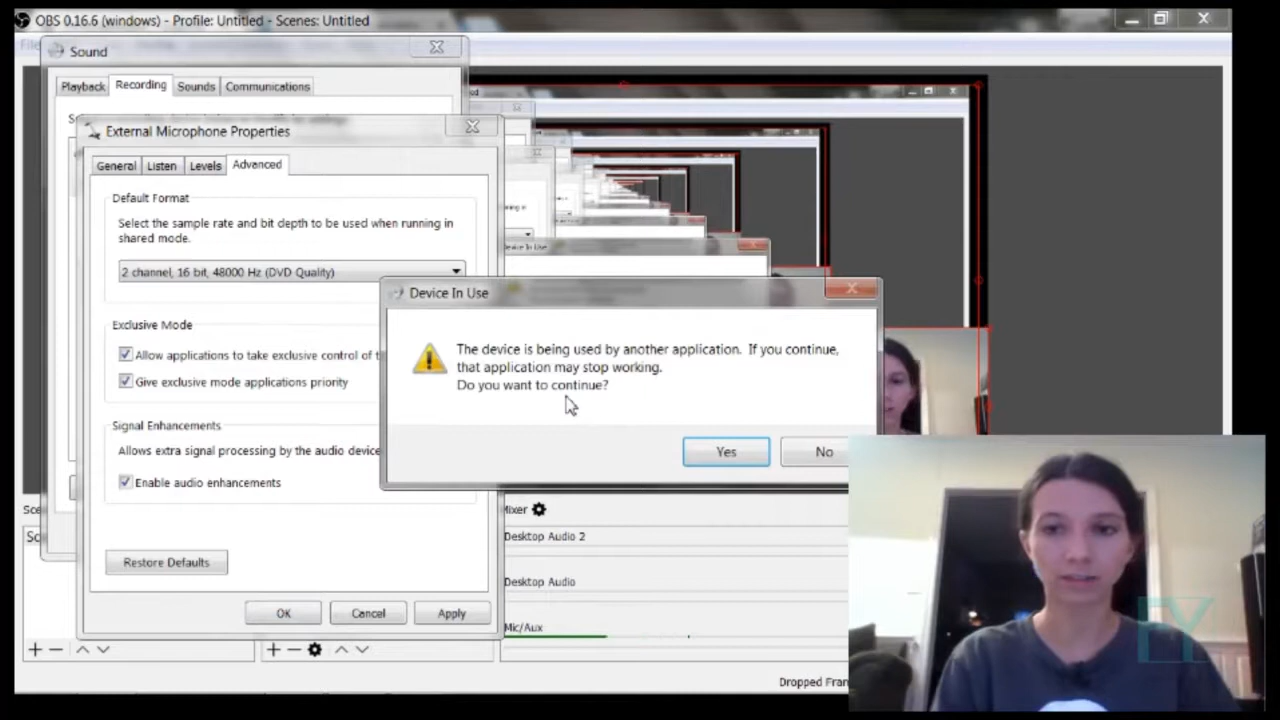 OBS 0.16.6 (windows) - Profile: Untitled - Scenes: Untitled
Sound
Playback Recording Sounds Communications
External Microphone Properties
General Listen Levels Advanced
Default Format
Select the sample rate and bit depth to be used when running in
shared mode.
2 channel, 16 bit, 48000 Hz (DVD Quality)
Exclusive Mode
Allow applications to take exclusive control of t
Give exclusive mode applications priority
Signal Enhancements
Allows extra signal processing by the audio device
Enable audio enhancements
Restore Defaults
OK Cancel Apply
Device In Use
Device In Use
The device is being used by another application. If you continue,
that application may stop working.
Do you want to continue?
Yes No
Sce
Sc
Mixer
Desktop Audio 2
Desktop Audio
Mic/Aux
Dropped Fram
EY